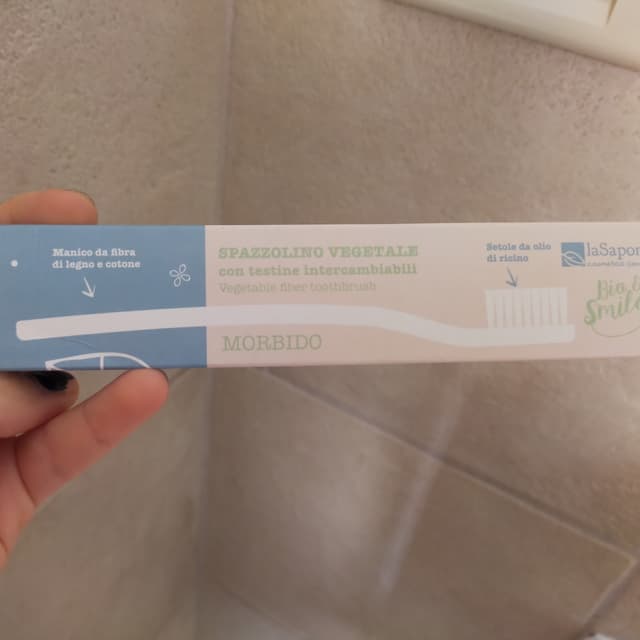 Manico da fibra
di legno e cotone
SPAZZOLINO VEGETALE
con testine intercambiabili
Vegetable fiber toothbrush
MORBIDO
Setole da olio
di ricino
laSapon
Bio
Smile